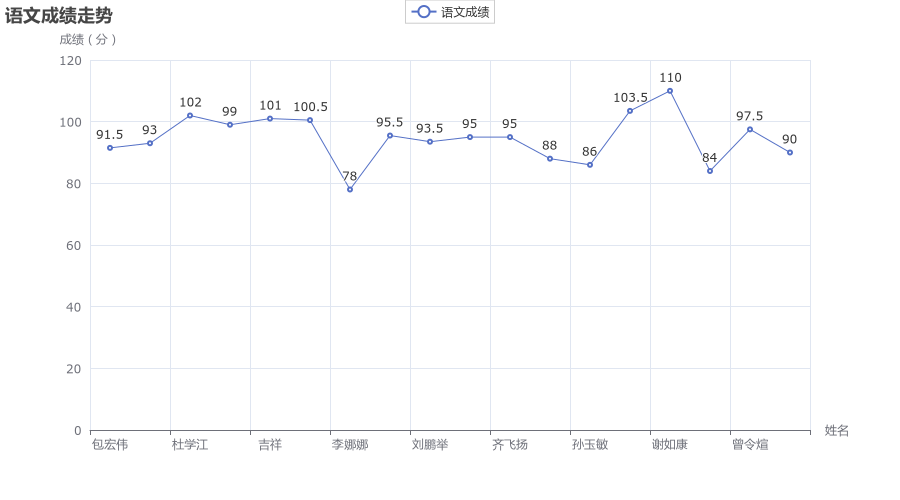 语文成绩走势
语文成绩
成绩（分）
120
100
80
60
40
20
0
91.5
93
102
99
101
100.5
78
95.5
93.5
95
95
88
86
103.5
110
84
97.5
90
包宏伟
杜学江
吉祥
李娜娜
刘鹏举
齐飞扬
孙玉敏
谢如康
曾令煊
姓名